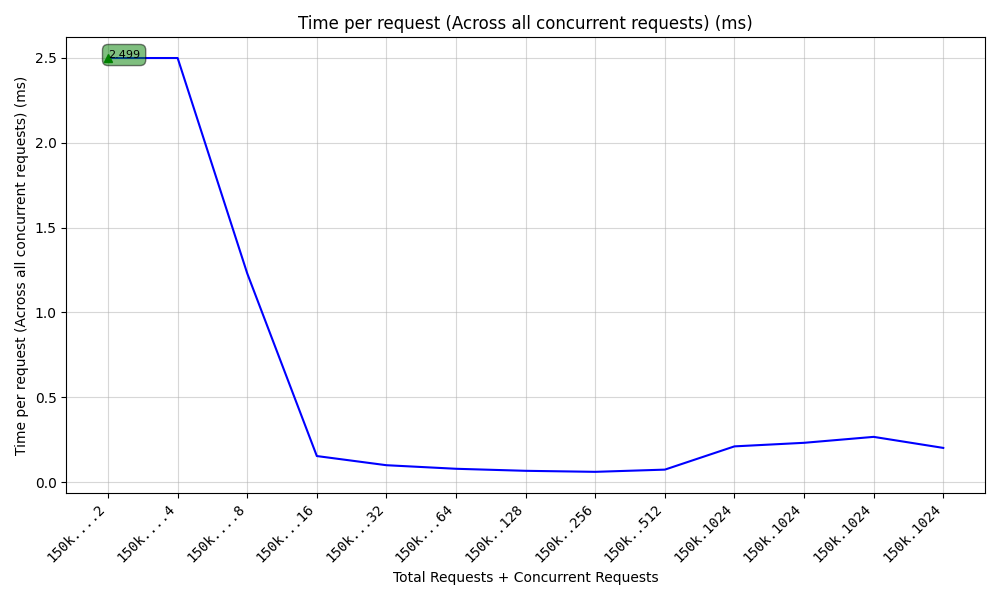 Time per request (Across all concurrent requests) (ms)
Time per request (Across all concurrent requests) (ms)
2.5
2.0
1.5
1.0
0.5
0.0
2.499
150k....2
150k....4
150k....8
150k...16
150k...32
150k...64
150k..128
150k..256
150k..512
150k.1024
150k.1024
150k.1024
150k.1024
Total Requests + Concurrent Requests